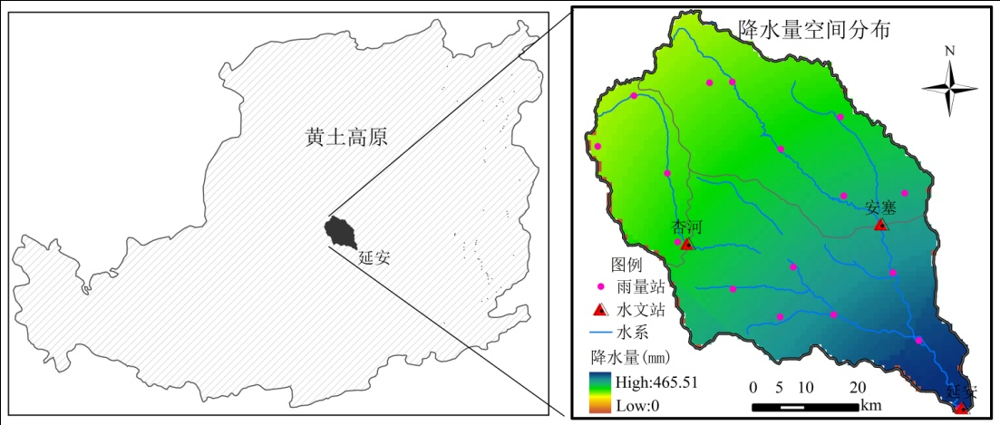 黄土高原
延安
降水量空间分布
N
安塞
杏河
图例
雨量站
水文站
水系
降水量(mm)
High:465.51
Low:0
延安
0 5 10 20
km